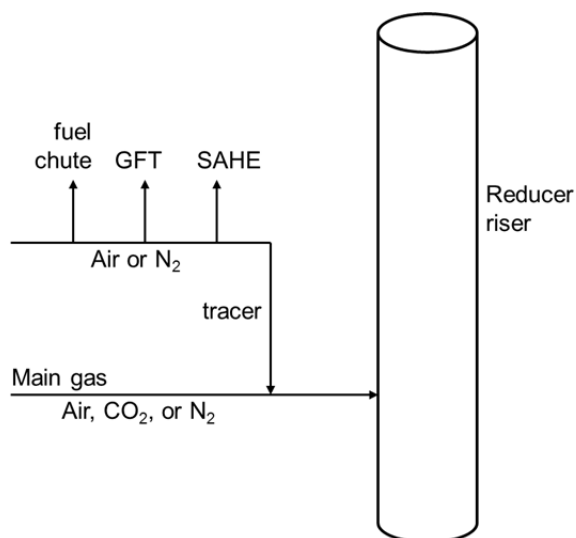 fuel
chute GFT SAHE
Reducer
riser
Air or N₂
tracer
Main gas
Air, CO₂, or N₂